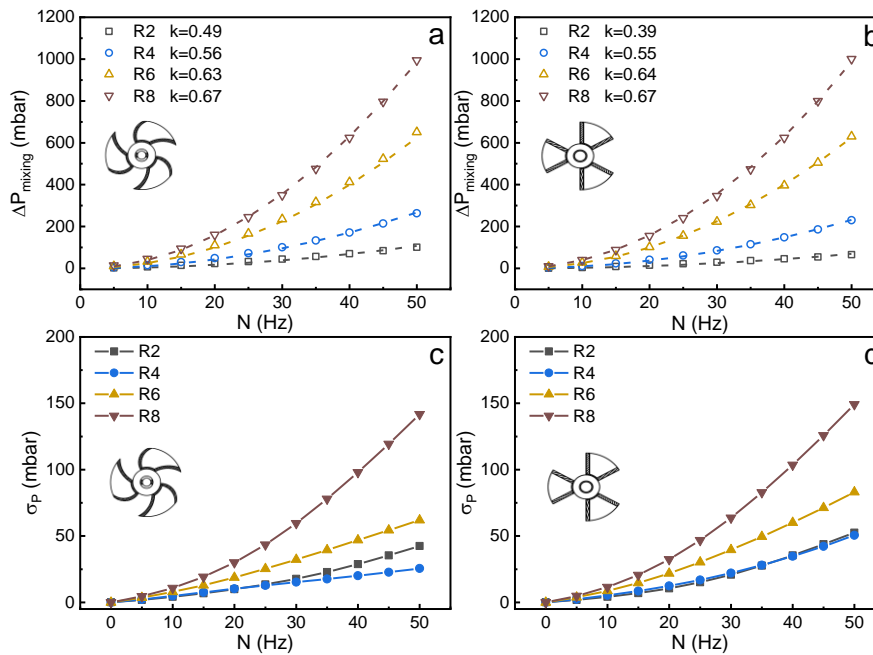 a
R2 k=0.49
R4 k=0.56
R6 k=0.63
R8 k=0.67
1200
1000
800
600
400
200
0
ΔP_mixing (mbar)
0 10 20 30 40 50
N (Hz)
b
R2 k=0.39
R4 k=0.55
R6 k=0.64
R8 k=0.67
1200
1000
800
600
400
200
0
ΔP_mixing (mbar)
0 10 20 30 40 50
N (Hz)
c
R2
R4
R6
R8
200
150
100
50
0
σ_P (mbar)
0 10 20 30 40 50
N (Hz)
R2
R4
R6
R8
200
150
100
50
0
σ_P (mbar)
0 10 20 30 40 50
N (Hz)